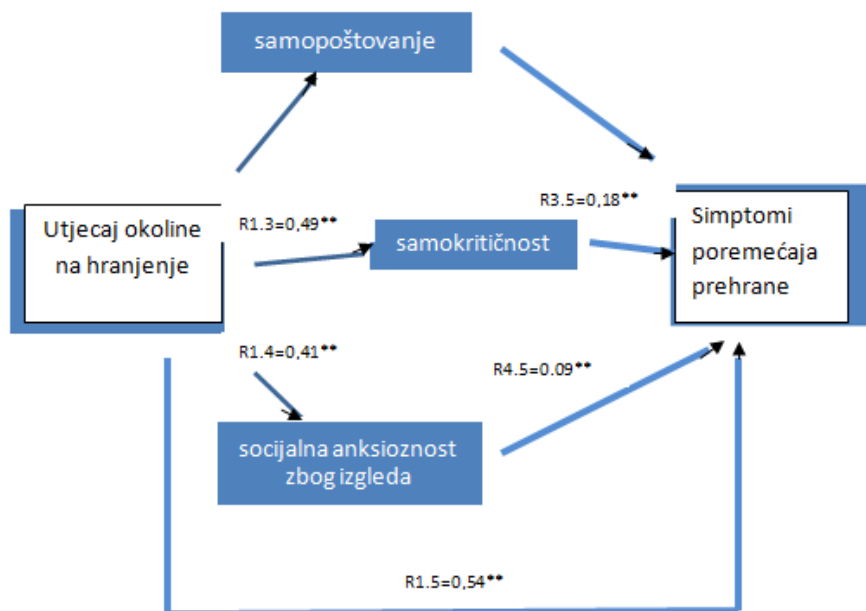 samopoštovanje
R1.3=0,49**
R3.5=0,18**
Utjecaj okoline
na hranjenje
samokritičnost
Simptomi
poremećaja
prehrane
R1.4=0,41**
R4.5=0.09**
socijalna anksioznost
zbog izgleda
R1.5=0,54**